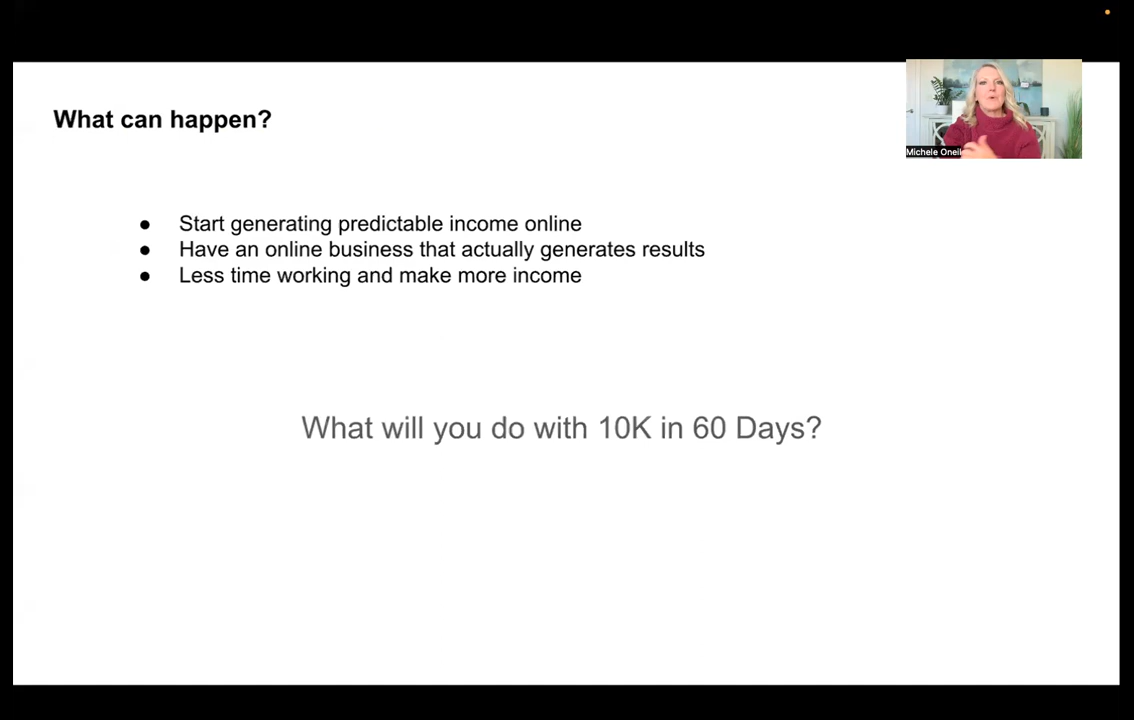 What can happen?
Michele Oneil
● Start generating predictable income online
● Have an online business that actually generates results
● Less time working and make more income
What will you do with 10K in 60 Days?